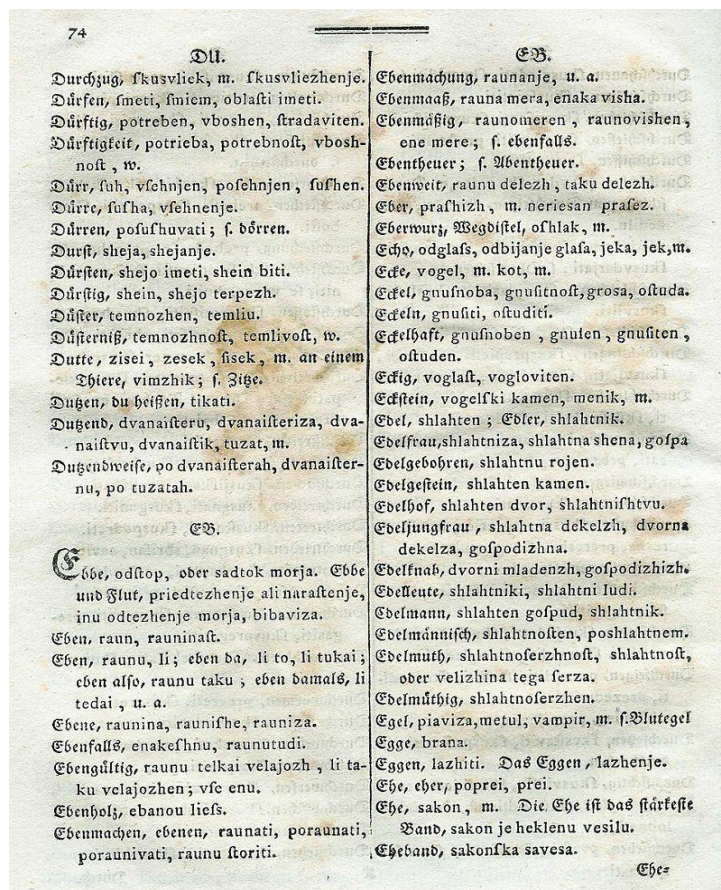 74
DU.
Durchzug, ſkusvliek, m. ſkusvliezhenje.
Dürfen, ſmeti, ſmiem, oblaſti imeti.
Dürftig, potreben, vboshen, ſtradaviten.
Dürftigkeit, potrieba, potrebnoſt, vbosh-
noſt, w.
Dürr, ſuh, vſehnjen, poſehnjen, ſuſhen.
Dürre, ſuſha, vſehnenje.
Dürren, poſuſhuvati; ſ. dörren.
Durst, sheja, shejanje.
Dürsten, shejo imeti, shein biti.
Dürstig, shein, shejo terpezh.
Düster, temnozhen, temliu.
Düsterniß, temnozhnoſt, temlivoſt, w.
Dutte, zisei, zesek, ſisek, m. an einem
Thiere, vimzhik; ſ. Zitze.
Dutzen, du heißen, tikati.
Dutzend, dvanaiſteru, dvanaiſteriza, dva-
naiſtvu, dvanaiſtik, tuzat, m.
Dutzendweiſe, po dvanaiſterah, dvanaiſter-
nu, po tuzatah.
EB.
Ebbe, odſtop, oder sadtok morja. Ebbe
und Flut, priedtezhenje ali naraſtenje,
inu odtezhenje morja, bibaviza.
Eben, raun, rauninaſt.
Eben, raunu, li; eben da, li to, li tukai;
eben alſo, raunu taku; eben damals, li
tedai, u. a.
Ebene, raunina, rauniſhe, rauniza.
Ebenfalls, enakeſhnu, raunutudi.
Ebengültig, raunu telkai velajozh, li ta-
ku velajozhen; vſe enu.
Ebenholz, ebanou lieſs.
Ebenmachen, ebenen, raunati, poraunati,
poraunivati, raunu ſtoriti.
EB.
Ebenmachung, raunanje, u. a.
Ebenmaaß, rauna mera, enaka visha.
Ebenmäßig, raunomeren, raunovishen,
ene mere; ſ. ebenfalls.
Ebentheuer; ſ. Abentheuer.
Ebenweit, raunu delezh, taku delezh.
Eber, praſhizh, m. neriesan praſez.
Eberwurz, Wegdiſtel, oſhlak, m.
Echo, odglaſs, odbijanje glaſa, jeka, jek, m.
Ecke, vogel, m. kot, m.
Eckel, gnuſnoba, gnuſitnoſt, grosa, oſtuda.
Eckeln, gnuſiti, oſtuditi.
Eckelhaft, gnuſnoben, gnuſen, gnuſiten,
oſtuden.
Eckig, voglaſt, vogloviten.
Eckſtein, vogelſki kamen, menik, m.
Edel, shlahten; Edler, shlahtnik.
Edelfrau, shlahtniza, shlahtna shena, goſpa
Edelgebohren, shlahtnu rojen.
Edelgeſtein, shlahten kamen.
Edelhof, shlahten dvor, shlahtniſhtvu.
Edeljungfrau, shlahtna dekelzh, dvorna
dekelza, goſpodizhna.
Edelknab, dvorni mladenzh, goſpodizhizh.
Edelleute, shlahtniki, shlahtni ludi.
Edelmann, shlahten goſpud, shlahtnik.
Edelmänniſch, shlahtnoſten, poshlahtnem.
Edelmuth, shlahtnoſerzhnoſt, shlahtnoſt,
oder velizhina tega ſerza.
Edelmüthig, shlahtnoſerzhen.
Egel, piaviza, metul, vampir, m. ſ. Blutegel
Egge, brana.
Eggen, lazhiti. Das Eggen, lazhenje.
Ehe, eher, poprei, prei.
Ehe, sakon, m. Die Ehe iſt das ſtärkeſte
Band, sakon je heklenu vesilu.
Eheband, sakonſka savesa.
Ehe-